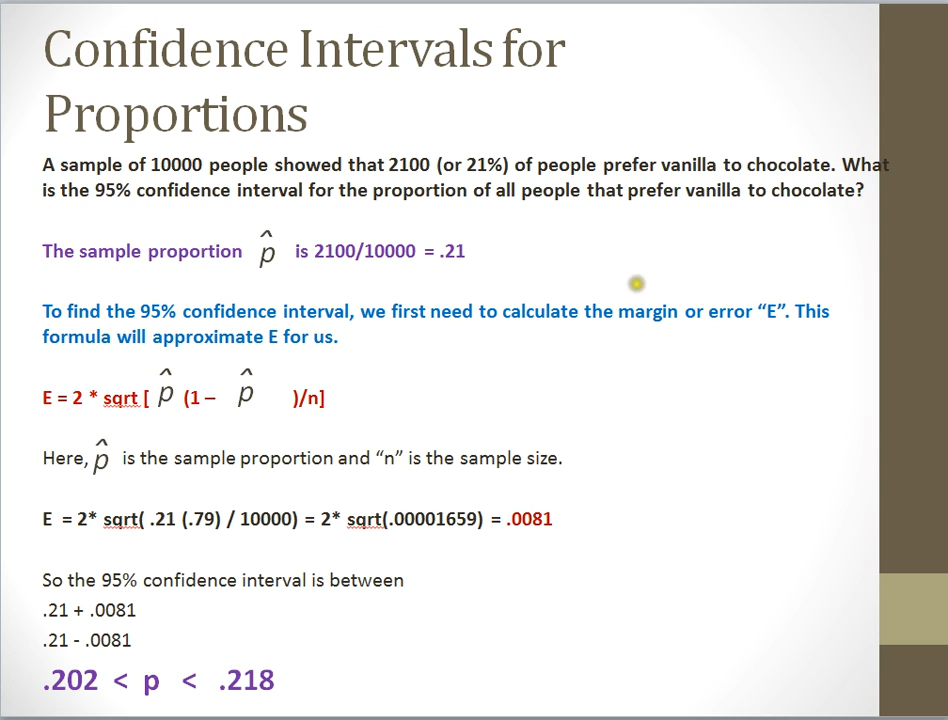 Confidence Intervals for
Proportions
A sample of 10000 people showed that 2100 (or 21%) of people prefer vanilla to chocolate. What
is the 95% confidence interval for the proportion of all people that prefer vanilla to chocolate?
The sample proportion p̂ is 2100/10000 = .21
To find the 95% confidence interval, we first need to calculate the margin or error “E”. This
formula will approximate E for us.
E = 2 * sqrt [ p̂ (1 – p̂ )/n]
Here, p̂ is the sample proportion and “n” is the sample size.
E = 2* sqrt( .21 (.79) / 10000) = 2* sqrt(.00001659) = .0081
So the 95% confidence interval is between
.21 + .0081
.21 - .0081
.202 < p < .218